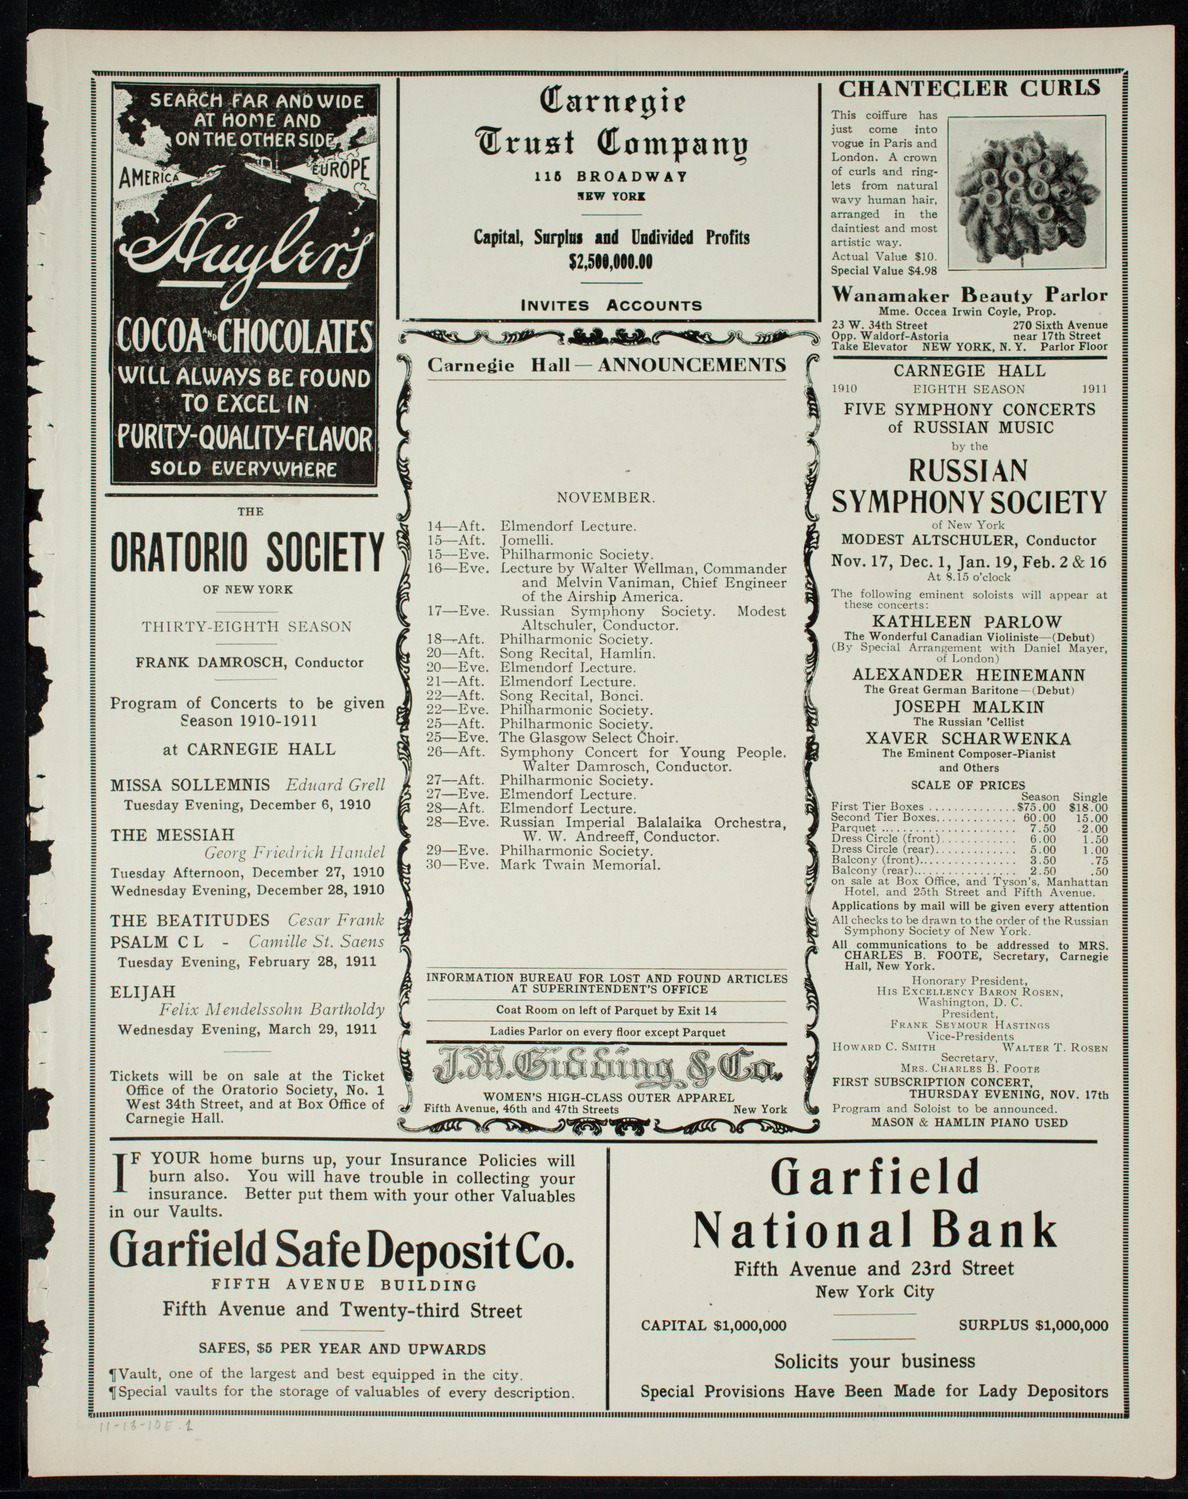 SEARCH FAR AND WIDE
AT HOME AND
ON THE OTHER SIDE
AMERICA
EUROPE
Huyler's
COCOA AND CHOCOLATES
WILL ALWAYS BE FOUND
TO EXCEL IN
PURITY-QUALITY-FLAVOR
SOLD EVERYWHERE
THE
ORATORIO SOCIETY
OF NEW YORK
THIRTY-EIGHTH SEASON
FRANK DAMROSCH, Conductor
Program of Concerts to be given
Season 1910-1911
at CARNEGIE HALL
MISSA SOLLEMNIS Eduard Grell
Tuesday Evening, December 6, 1910
THE MESSIAH
Georg Friedrich Handel
Tuesday Afternoon, December 27, 1910
Wednesday Evening, December 28, 1910
THE BEATITUDES Cesar Frank
PSALM C L - Camille St. Saens
Tuesday Evening, February 28, 1911
ELIJAH
Felix Mendelssohn Bartholdy
Wednesday Evening, March 29, 1911
Tickets will be on sale at the Ticket
Office of the Oratorio Society, No. 1
West 34th Street, and at Box Office of
Carnegie Hall.
Carnegie
Trust Company
115 BROADWAY
NEW YORK
Capital, Surplus and Undivided Profits
$2,500,000.00
INVITES ACCOUNTS
Carnegie Hall—ANNOUNCEMENTS
NOVEMBER.
14—Aft. Elmendorf Lecture.
15—Aft. Jomelli.
15—Eve. Philharmonic Society.
16—Eve. Lecture by Walter Wellman, Commander
and Melvin Vaniman, Chief Engineer
of the Airship America.
17—Eve. Russian Symphony Society. Modest
Altschuler, Conductor.
18—Aft. Philharmonic Society.
20—Aft. Song Recital, Hamlin.
20—Eve. Elmendorf Lecture.
21—Aft. Elmendorf Lecture.
22—Aft. Song Recital, Bonci.
22—Eve. Philharmonic Society.
25—Aft. Philharmonic Society.
25—Eve. The Glasgow Select Choir.
26—Aft. Symphony Concert for Young People.
Walter Damrosch, Conductor.
27—Aft. Philharmonic Society.
27—Eve. Elmendorf Lecture.
28—Aft. Elmendorf Lecture.
28—Eve. Russian Imperial Balalaika Orchestra,
W. W. Andreeff, Conductor.
29—Eve. Philharmonic Society.
30—Eve. Mark Twain Memorial.
INFORMATION BUREAU FOR LOST AND FOUND ARTICLES
AT SUPERINTENDENT'S OFFICE
Coat Room on left of Parquet by Exit 14
Ladies Parlor on every floor except Parquet
J.M. Gidding & Co.
WOMEN'S HIGH-CLASS OUTER APPAREL
Fifth Avenue, 46th and 47th Streets New York
CHANTECLER CURLS
This coiffure has
just come into
vogue in Paris and
London. A crown
of curls and ring-
lets from natural
wavy human hair,
arranged in the
daintiest and most
artistic way.
Actual Value $10.
Special Value $4.98
Wanamaker Beauty Parlor
Mme. Occea Irwin Coyle, Prop.
23 W. 34th Street 270 Sixth Avenue
Opp. Waldorf-Astoria near 17th Street
Take Elevator NEW YORK, N. Y. Parlor Floor
CARNEGIE HALL
1910 EIGHTH SEASON 1911
FIVE SYMPHONY CONCERTS
of RUSSIAN MUSIC
by the
RUSSIAN
SYMPHONY SOCIETY
of New York
MODEST ALTSCHULER, Conductor
Nov. 17, Dec. 1, Jan. 19, Feb. 2 & 16
At 8.15 o'clock
The following eminent soloists will appear at
these concerts:
KATHLEEN PARLOW
The Wonderful Canadian Violiniste—(Debut)
(By Special Arrangement with Daniel Mayer,
of London)
ALEXANDER HEINEMANN
The Great German Baritone—(Debut)
JOSEPH MALKIN
The Russian 'Cellist
XAVER SCHARWENKA
The Eminent Composer-Pianist
and Others
SCALE OF PRICES
Season Single
First Tier Boxes ............$75.00 $18.00
Second Tier Boxes............ 60.00 15.00
Parquet ..................... 7.50 2.00
Dress Circle (front)........... 6.00 1.50
Dress Circle (rear)............ 5.00 1.00
Balcony (front)............... 3.50 .75
Balcony (rear)................ 2.50 .50
on sale at Box Office, and Tyson's, Manhattan
Hotel, and 25th Street and Fifth Avenue.
Applications by mail will be given every attention
All checks to be drawn to the order of the Russian
Symphony Society of New York.
All communications to be addressed to MRS.
CHARLES B. FOOTE, Secretary, Carnegie
Hall, New York.
Honorary President,
HIS EXCELLENCY BARON ROSEN,
Washington, D. C.
President,
FRANK SEYMOUR HASTINGS
Vice-Presidents
HOWARD C. SMITH WALTER T. ROSEN
Secretary,
MRS. CHARLES B. FOOTE
FIRST SUBSCRIPTION CONCERT,
THURSDAY EVENING, NOV. 17th
Program and Soloist to be announced.
MASON & HAMLIN PIANO USED
IF YOUR home burns up, your Insurance Policies will
burn also. You will have trouble in collecting your
insurance. Better put them with your other Valuables
in our Vaults.
Garfield Safe Deposit Co.
FIFTH AVENUE BUILDING
Fifth Avenue and Twenty-third Street
SAFES, $5 PER YEAR AND UPWARDS
¶Vault, one of the largest and best equipped in the city.
¶Special vaults for the storage of valuables of every description.
Garfield
National Bank
Fifth Avenue and 23rd Street
New York City
CAPITAL $1,000,000 SURPLUS $1,000,000
Solicits your business
Special Provisions Have Been Made for Lady Depositors
11-13-10E.1